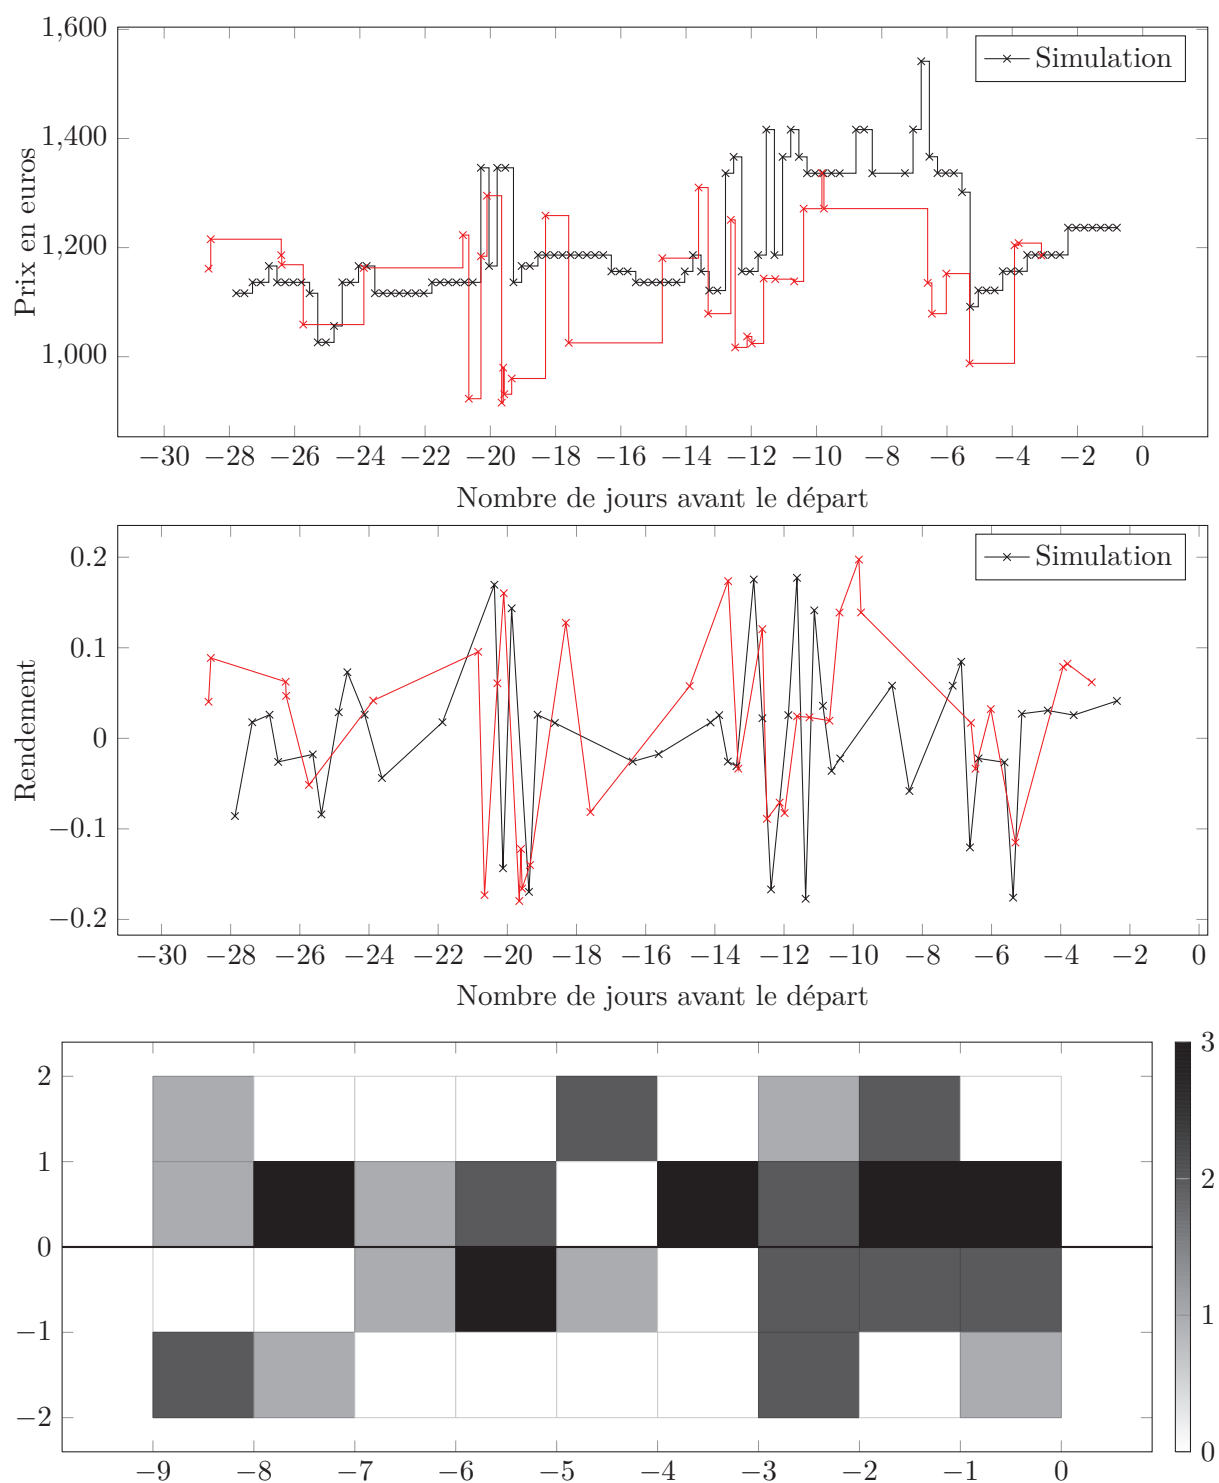 1,600
1,400
1,200
1,000
Prix en euros
Simulation
−30 −28 −26 −24 −22 −20 −18 −16 −14 −12 −10 −8 −6 −4 −2 0
Nombre de jours avant le départ
0.2
0.1
0
−0.1
−0.2
Rendement
Simulation
−30 −28 −26 −24 −22 −20 −18 −16 −14 −12 −10 −8 −6 −4 −2 0
Nombre de jours avant le départ
2
1
0
−1
−2
−9 −8 −7 −6 −5 −4 −3 −2 −1 0
3
2
1
0